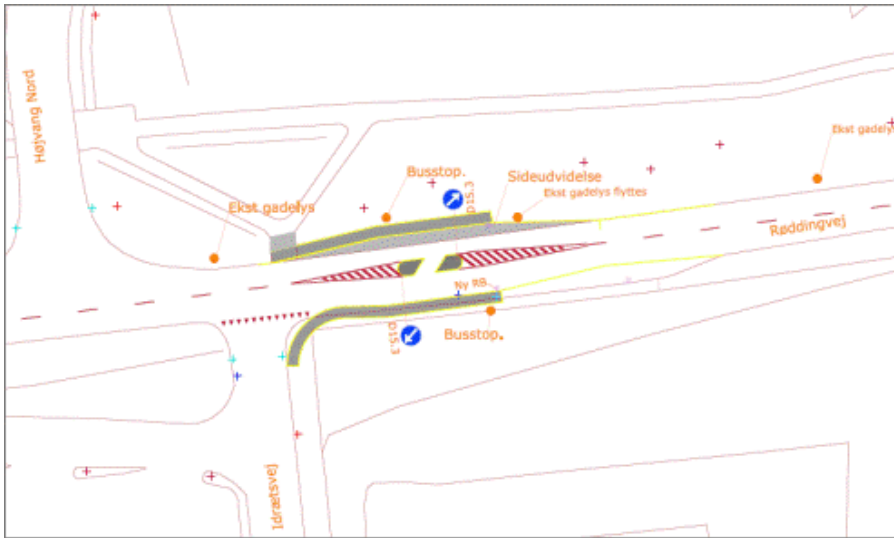 Højvang Nord
Ekst gadelys
Busstop.
D15.3
Sideudvidelse
Ekst gadelys flyttes
Ekst gadelys
Røddingvej
Ny RB
D15.3
Busstop.
Idrætsvej